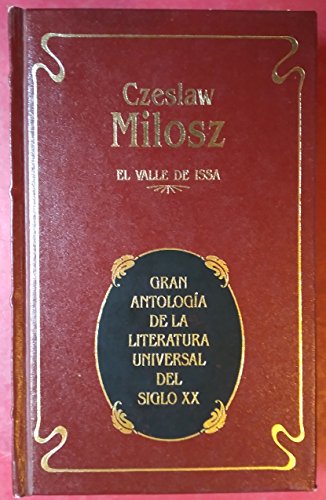 Czeslaw
Milosz
EL VALLE DE ISSA
GRAN
ANTOLOGÍA
DE LA
LITERATURA
UNIVERSAL
DEL
SIGLO XX